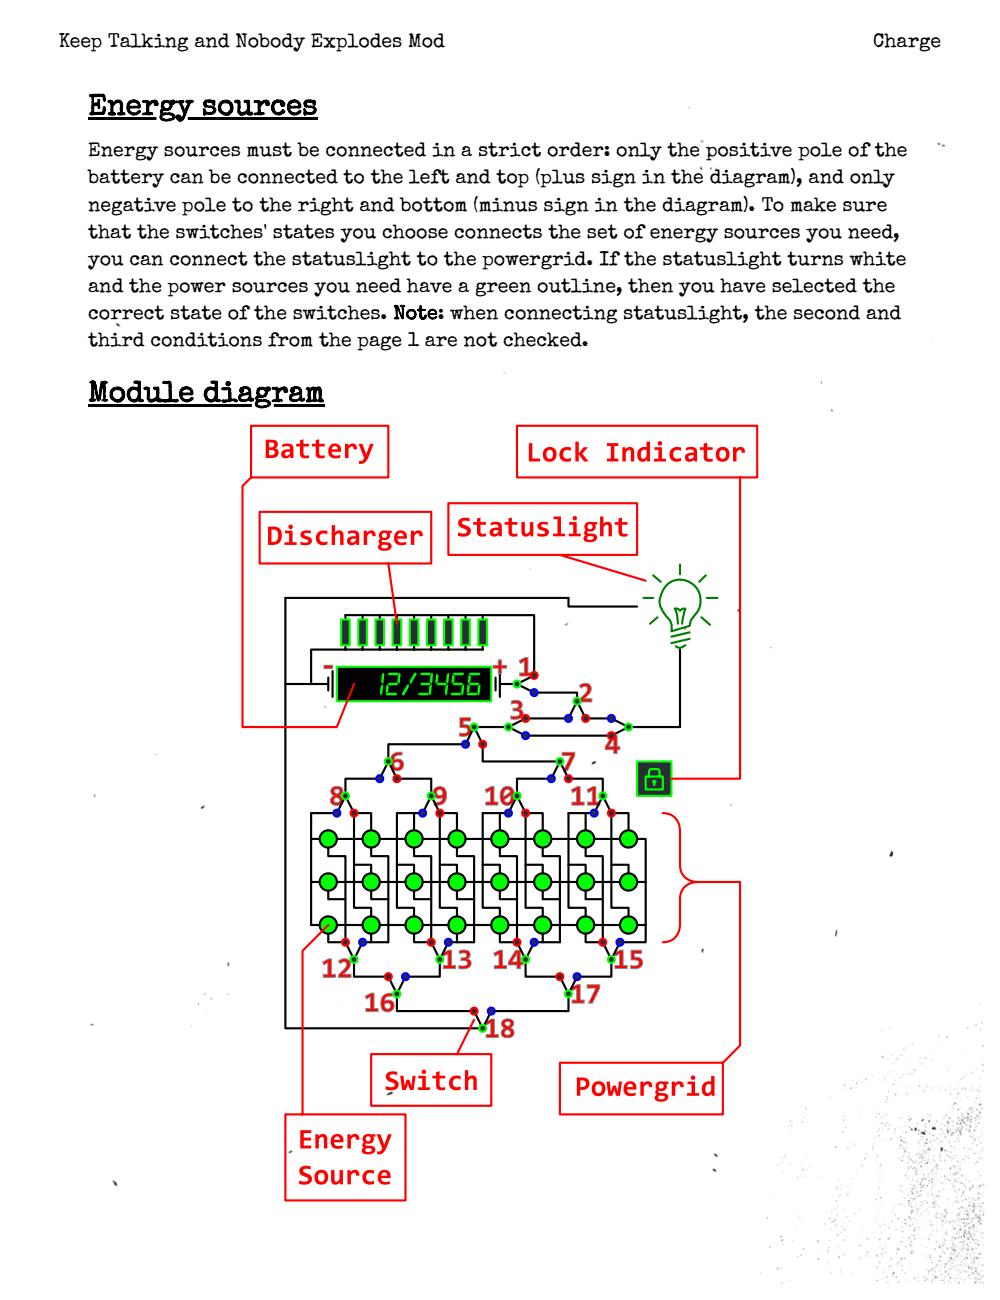 Keep Talking and Nobody Explodes Mod
Charge
Energy sources
Energy sources must be connected in a strict order: only the positive pole of the
battery can be connected to the left and top (plus sign in the diagram), and only
negative pole to the right and bottom (minus sign in the diagram). To make sure
that the switches' states you choose connects the set of energy sources you need,
you can connect the statuslight to the powergrid. If the statuslight turns white
and the power sources you need have a green outline, then you have selected the
correct state of the switches. Note: when connecting statuslight, the second and
third conditions from the page 1 are not checked.
Module diagram
Battery
Lock Indicator
Statuslight
Discharger
- + 1
12/3456
2
3
5
4
6
7
8
9
10
11
12
13
14
15
16
17
18
Switch
Powergrid
Energy
Source